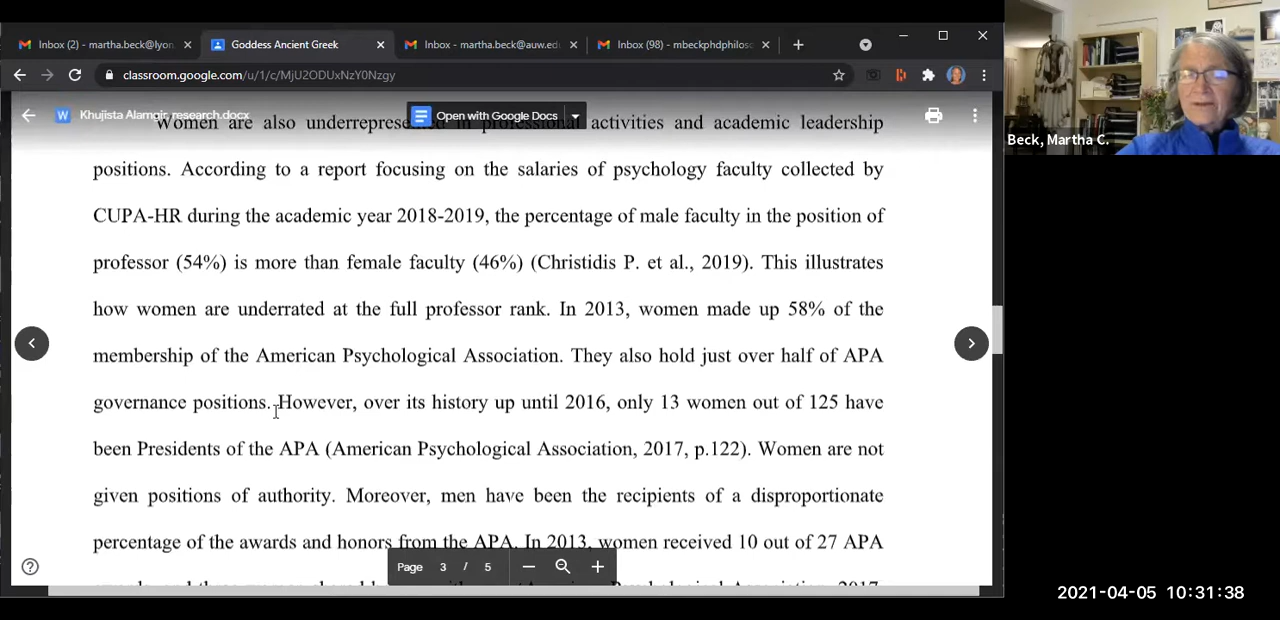 Inbox (2) - martha.beck@lyon
Goddess Ancient Greek
Inbox - martha.beck@auw.ed
Inbox (98) - mbeckphdphilos
classroom.google.com/u/1/c/MjU2ODUxNzY0Nzgy
Khujista Alamgir, research.docx
Open with Google Docs
Women are also underrepresented in professional activities and academic leadership
positions. According to a report focusing on the salaries of psychology faculty collected by
CUPA-HR during the academic year 2018-2019, the percentage of male faculty in the position of
professor (54%) is more than female faculty (46%) (Christidis P. et al., 2019). This illustrates
how women are underrated at the full professor rank. In 2013, women made up 58% of the
membership of the American Psychological Association. They also hold just over half of APA
governance positions. However, over its history up until 2016, only 13 women out of 125 have
been Presidents of the APA (American Psychological Association, 2017, p.122). Women are not
given positions of authority. Moreover, men have been the recipients of a disproportionate
percentage of the awards and honors from the APA. In 2013, women received 10 out of 27 APA
Page 3 / 5
Beck, Martha C.
2021-04-05 10:31:38